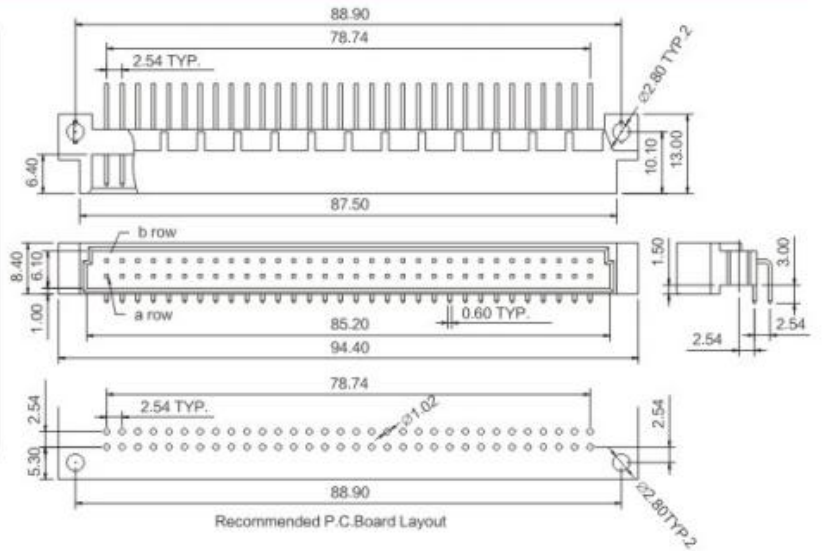 88.90
78.74
2.54 TYP.
Ø2.80 TYP.2
6.40
10.10
13.00
87.50
b row
8.40
6.10
1.00
a row
0.60 TYP.
85.20
94.40
1.50
3.00
2.54
2.54
78.74
2.54 TYP.
Ø1.02
2.54
5.30
2.54
88.90
Ø2.80TYP.2
Recommended P.C.Board Layout